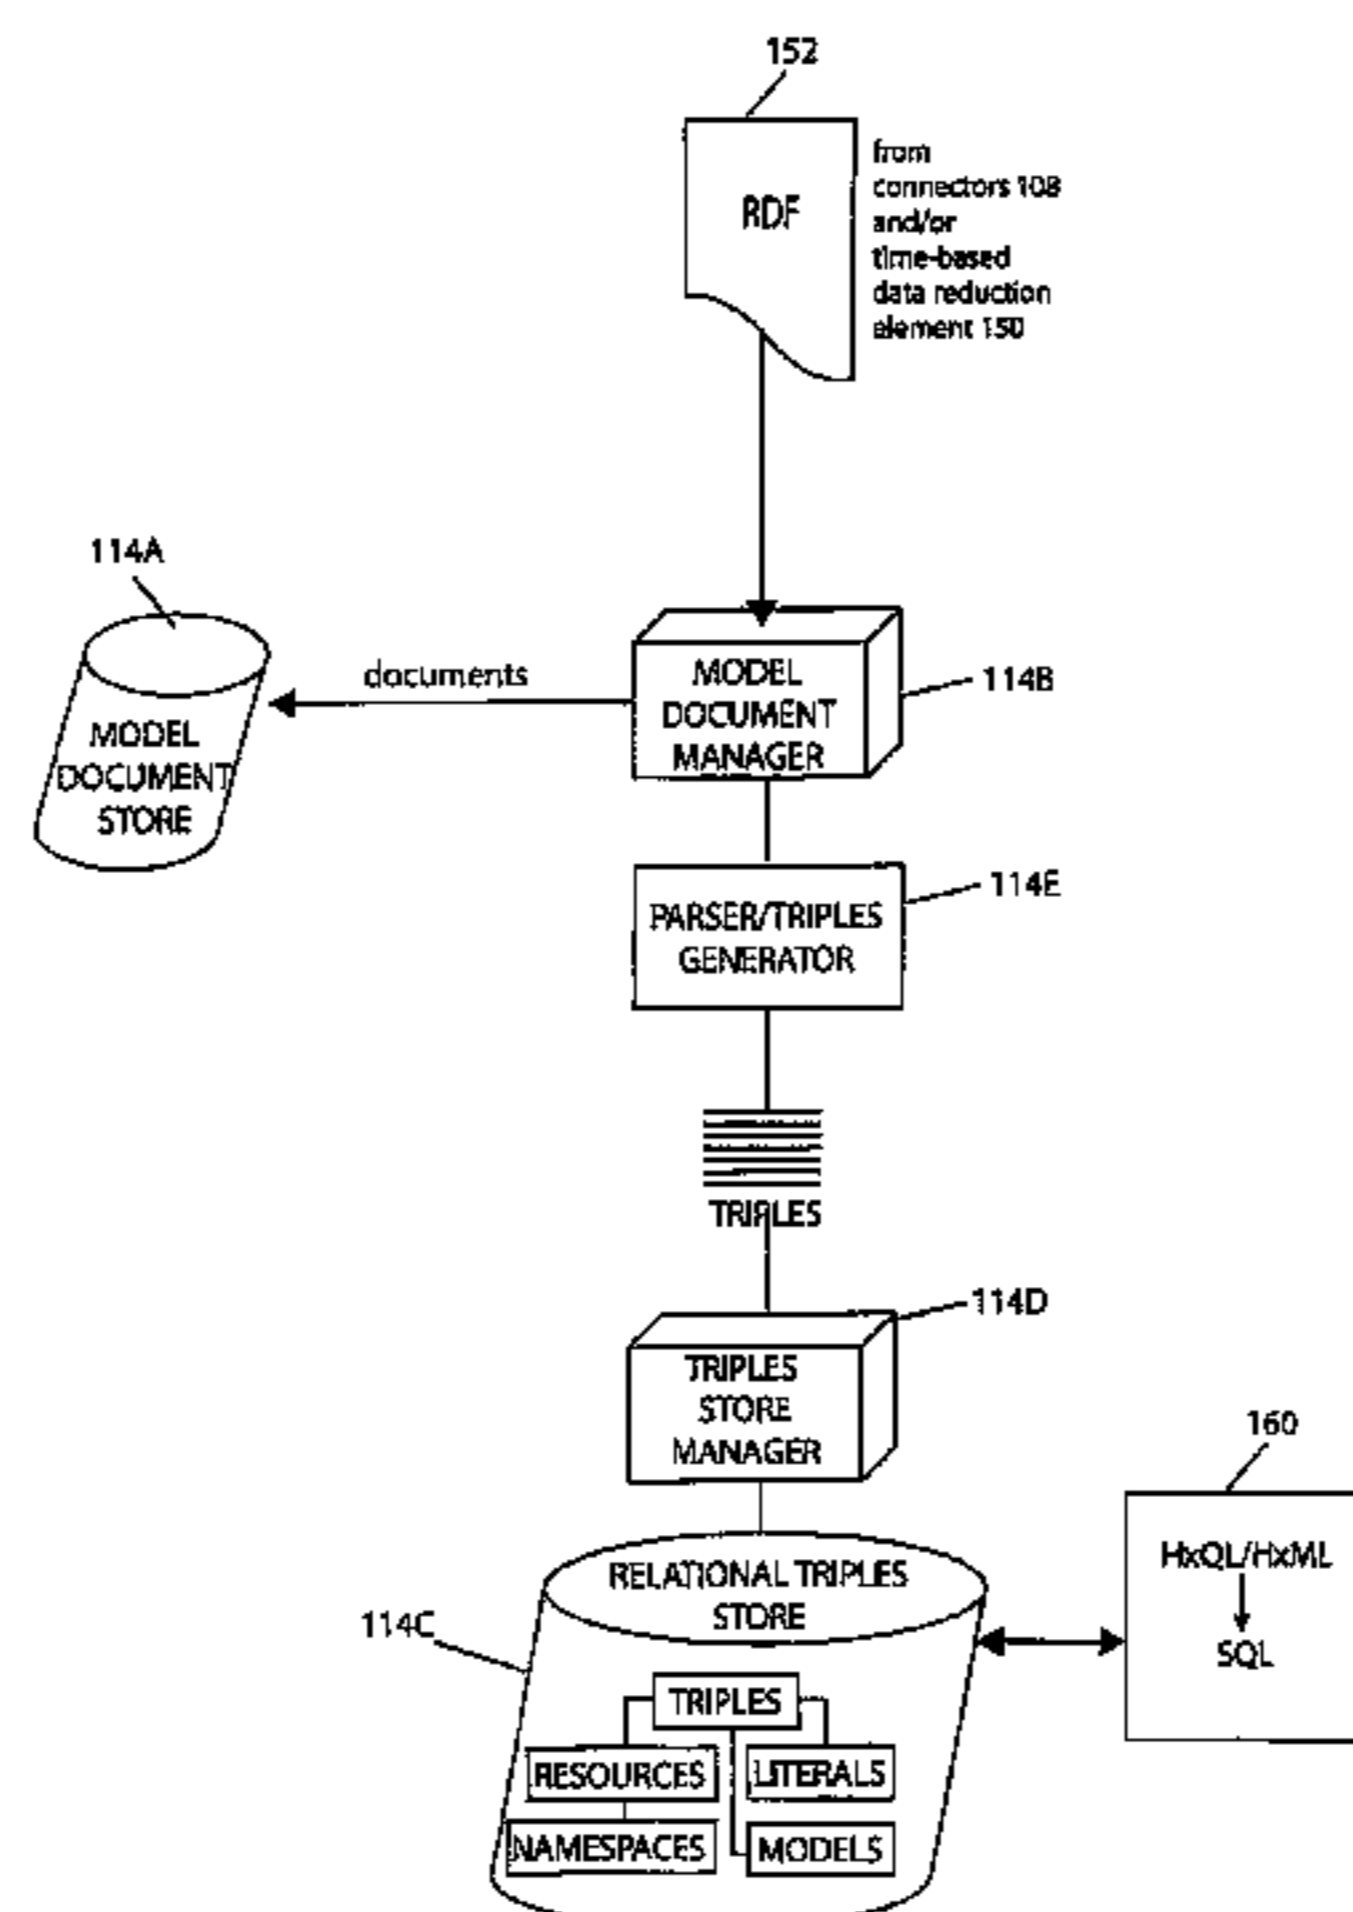 152
RDF
from
connectors 108
and/or
time-based
data reduction
element 150
114A
MODEL
DOCUMENT
STORE
documents
MODEL
DOCUMENT
MANAGER
114B
PARSER/TRIPLES
GENERATOR
114E
TRIPLES
114D
TRIPLES
STORE
MANAGER
160
HxQL/HxML
SQL
RELATIONAL TRIPLES
STORE
114C
TRIPLES
RESOURCES
LITERALS
NAMESPACES
MODELS